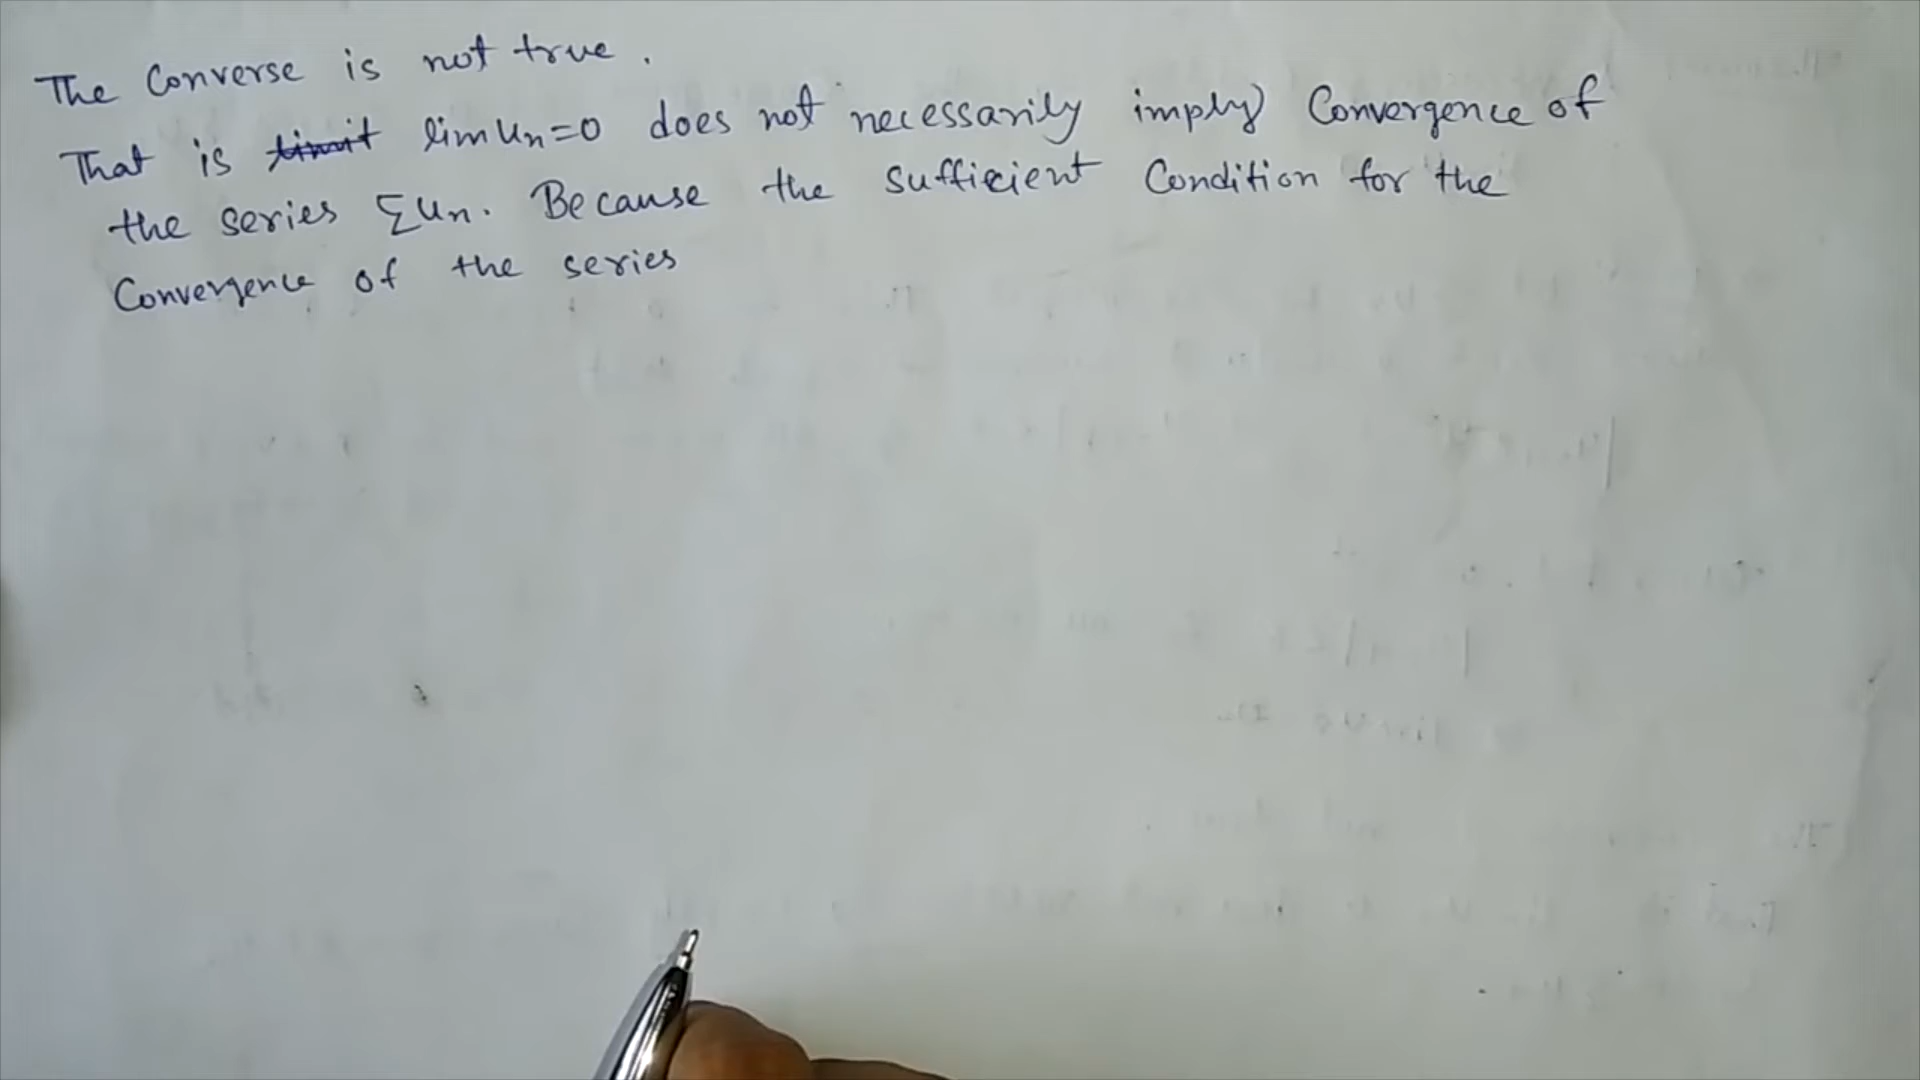 The Converse is not true.
That is limit lim un=0 does not necessarily imply Convergence of
the series Σun. Because the sufficient Condition for the
Convergence of the series